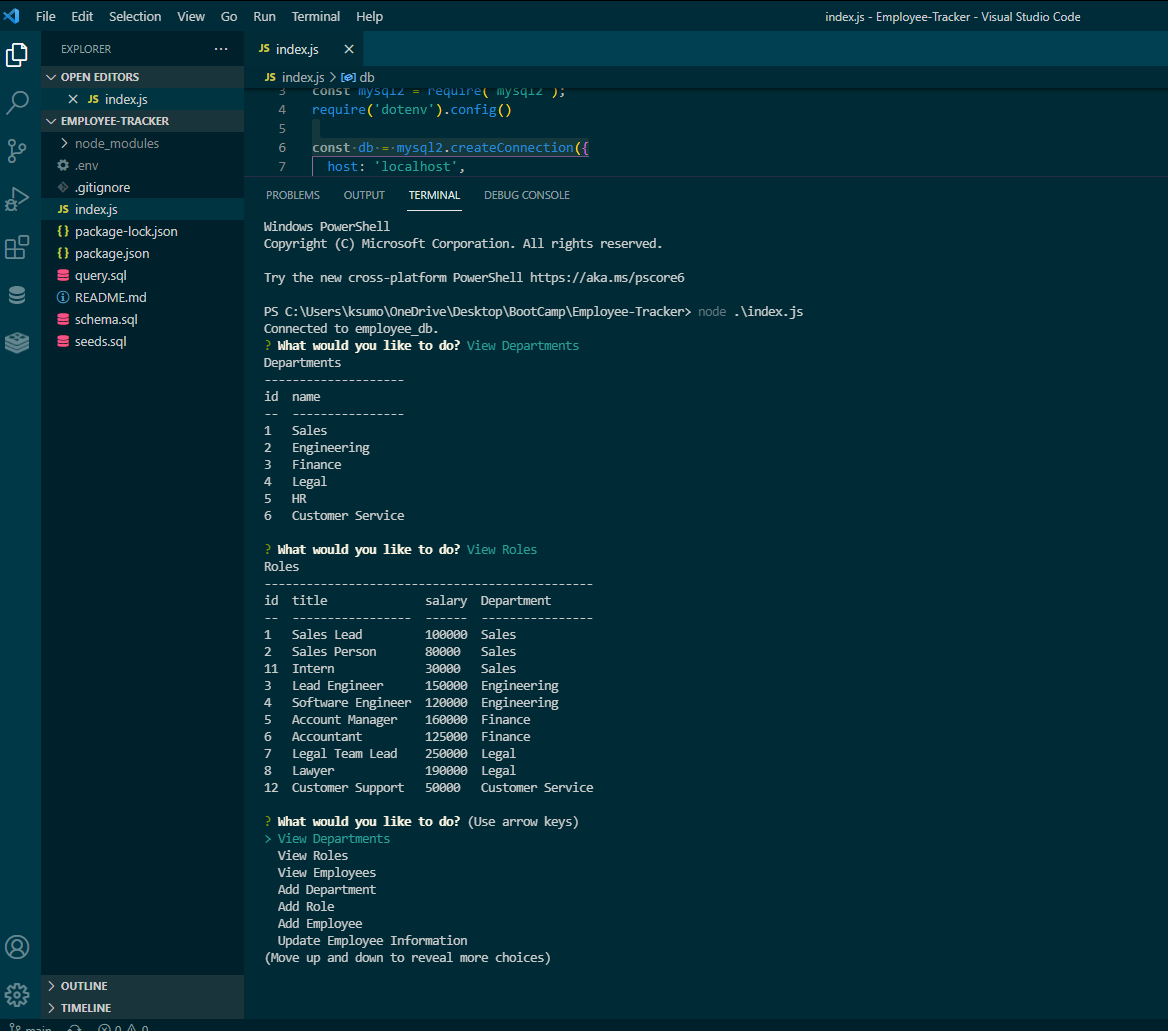 File Edit Selection View Go Run Terminal Help
index.js - Employee-Tracker - Visual Studio Code
EXPLORER ...
OPEN EDITORS
JS index.js
EMPLOYEE-TRACKER
node_modules
.env
.gitignore
JS index.js
{} package-lock.json
{} package.json
query.sql
README.md
schema.sql
seeds.sql
OUTLINE
TIMELINE
JS index.js
JS index.js > db
3 const mysql2 = require('mysql2');
4 require('dotenv').config()
5
6 const db = mysql2.createConnection({
7 host: 'localhost',
PROBLEMS OUTPUT TERMINAL DEBUG CONSOLE
Windows PowerShell
Copyright (C) Microsoft Corporation. All rights reserved.
Try the new cross-platform PowerShell https://aka.ms/pscore6
PS C:\Users\ksumo\OneDrive\Desktop\BootCamp\Employee-Tracker> node .\index.js
Connected to employee_db.
? What would you like to do? View Departments
Departments
--------------------
id  name
--  ----------------
1   Sales
2   Engineering
3   Finance
4   Legal
5   HR
6   Customer Service
? What would you like to do? View Roles
Roles
-----------------------------------------------
id  title              salary  Department
--  -----------------  ------  ----------------
1   Sales Lead         100000  Sales
2   Sales Person       80000   Sales
11  Intern             30000   Sales
3   Lead Engineer      150000  Engineering
4   Software Engineer  120000  Engineering
5   Account Manager    160000  Finance
6   Accountant         125000  Finance
7   Legal Team Lead    250000  Legal
8   Lawyer             190000  Legal
12  Customer Support   50000   Customer Service
? What would you like to do? (Use arrow keys)
> View Departments
View Roles
View Employees
Add Department
Add Role
Add Employee
Update Employee Information
(Move up and down to reveal more choices)
main 0 0